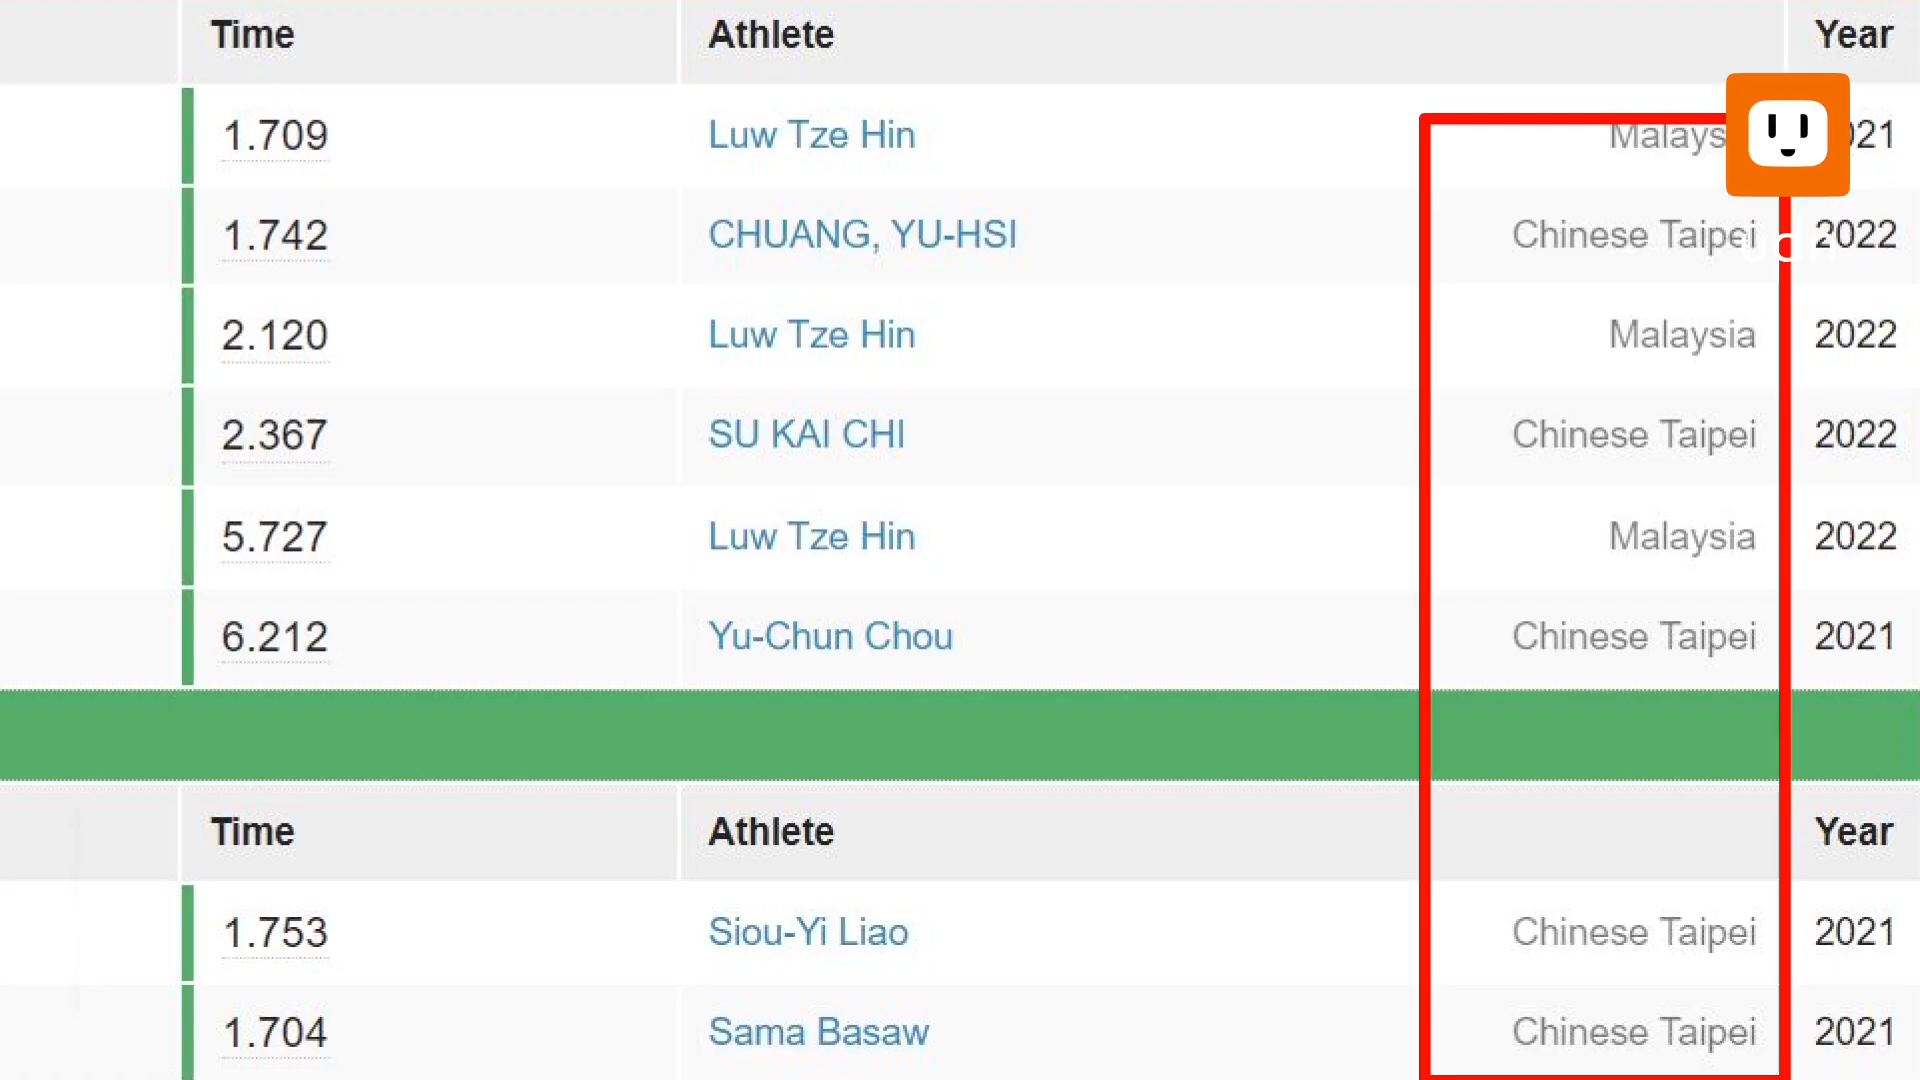 Time Athlete Year
1.709 Luw Tze Hin Malays 021
1.742 CHUANG, YU-HSI Chinese Taipei 2022
2.120 Luw Tze Hin Malaysia 2022
2.367 SU KAI CHI Chinese Taipei 2022
5.727 Luw Tze Hin Malaysia 2022
6.212 Yu-Chun Chou Chinese Taipei 2021
Time Athlete Year
1.753 Siou-Yi Liao Chinese Taipei 2021
1.704 Sama Basaw Chinese Taipei 2021